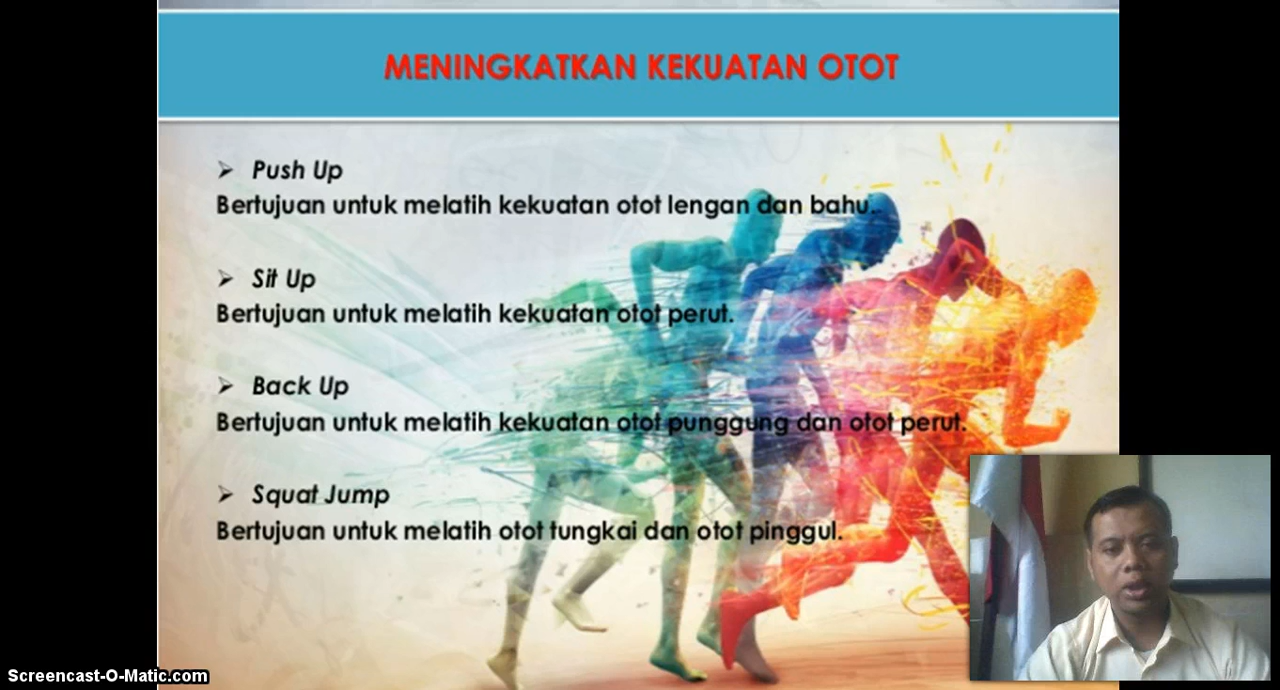 MENINGKATKAN KEKUATAN OTOT
➢ Push Up
Bertujuan untuk melatih kekuatan otot lengan dan bahu.
➢ Sit Up
Bertujuan untuk melatih kekuatan otot perut.
➢ Back Up
Bertujuan untuk melatih kekuatan otot punggung dan otot perut.
➢ Squat Jump
Bertujuan untuk melatih otot tungkai dan otot pinggul.
Screencast-O-Matic.com